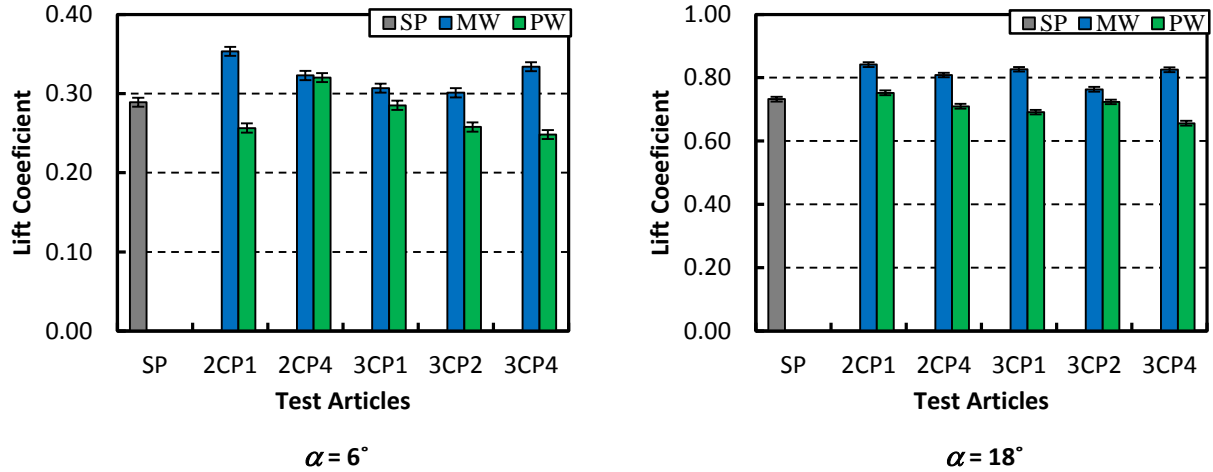 SP MW PW
0.40
0.30
0.20
0.10
0.00
Lift Coeeficient
SP 2CP1 2CP4 3CP1 3CP2 3CP4
Test Articles
α = 6°
SP MW PW
1.00
0.80
0.60
0.40
0.20
0.00
Lift Coeeficient
SP 2CP1 2CP4 3CP1 3CP2 3CP4
Test Articles
α = 18°